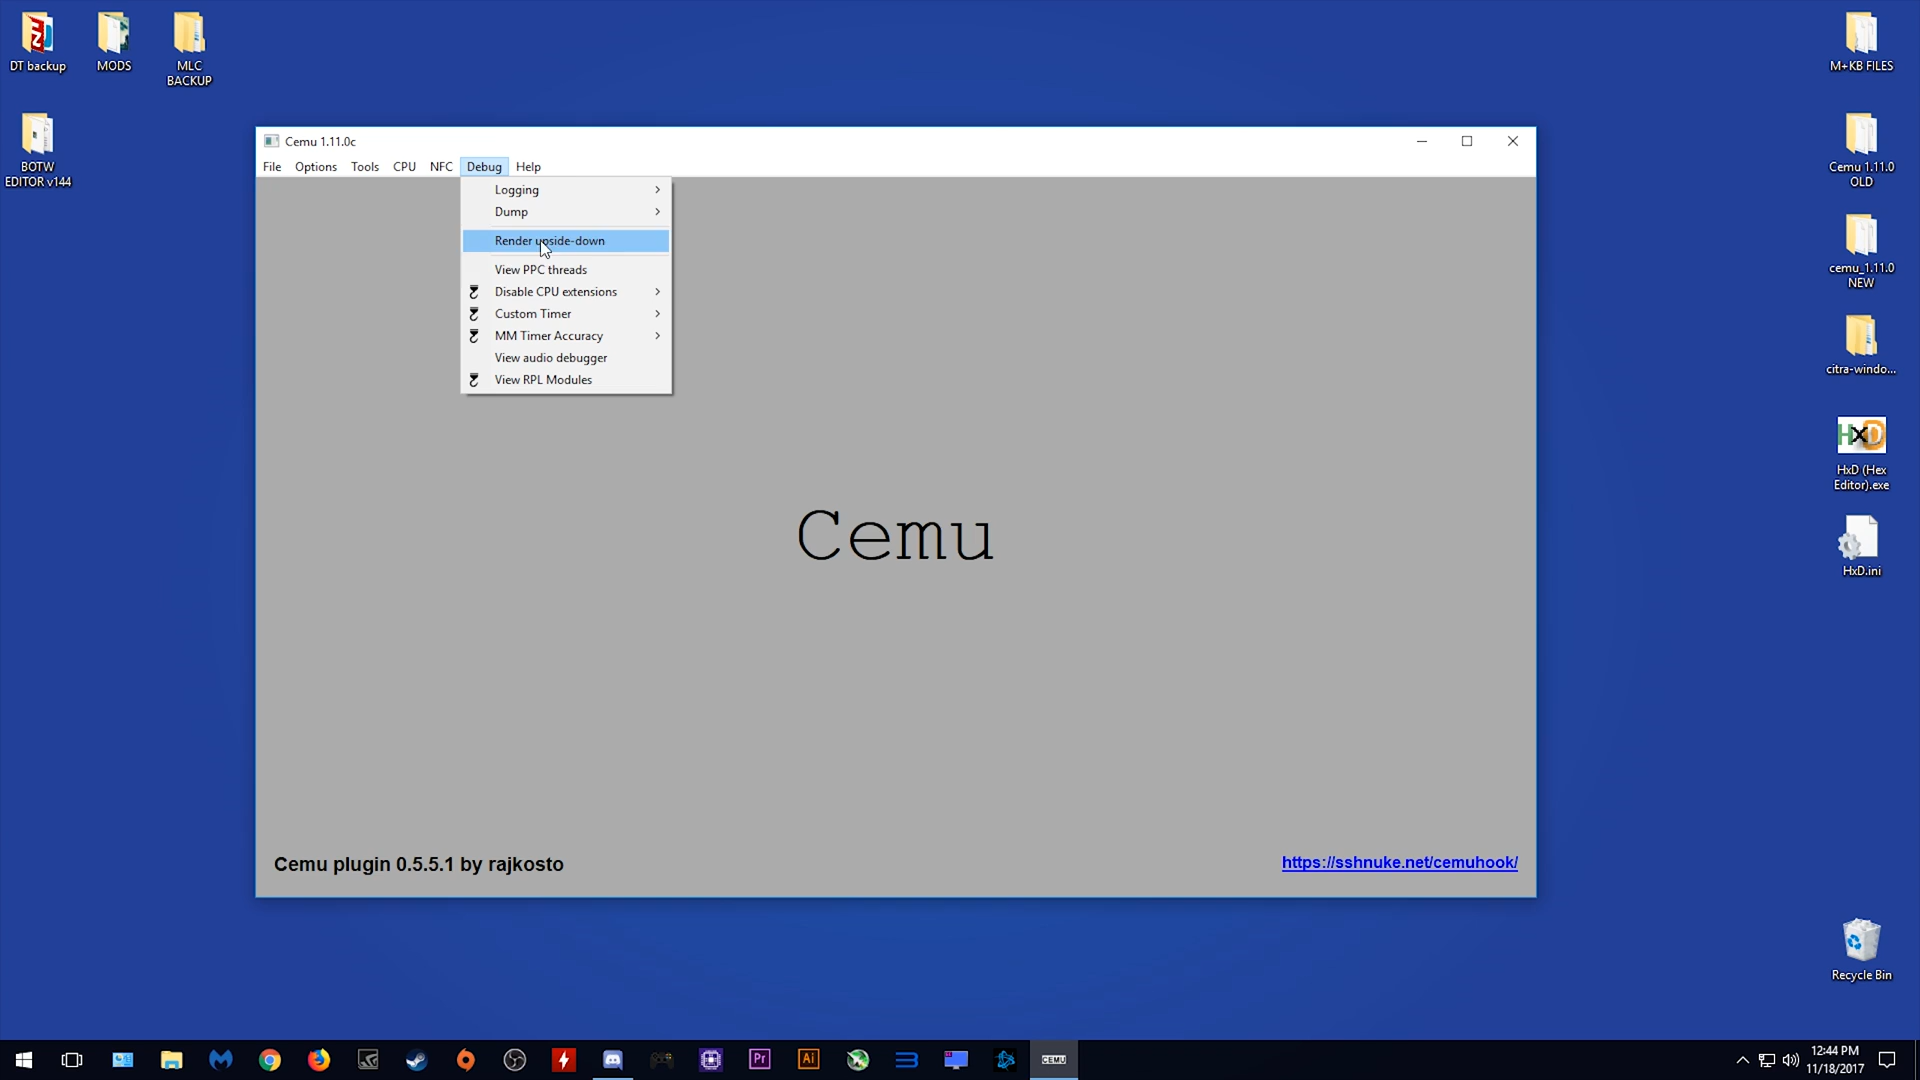 DT backup
MODS
MLC
BACKUP
BOTW
EDITOR v144
M+KB FILES
Cemu 1.11.0
OLD
cemu_1.11.0
NEW
citra-windo...
HxD
HxD (Hex
Editor).exe
HxD.ini
Recycle Bin
Cemu 1.11.0c
File Options Tools CPU NFC Debug Help
Logging
Dump
Render upside-down
View PPC threads
Disable CPU extensions
Custom Timer
MM Timer Accuracy
View audio debugger
View RPL Modules
Cemu
Cemu plugin 0.5.5.1 by rajkosto
https://sshnuke.net/cemuhook/
Pr
Ai
CEMU
12:44 PM
11/18/2017